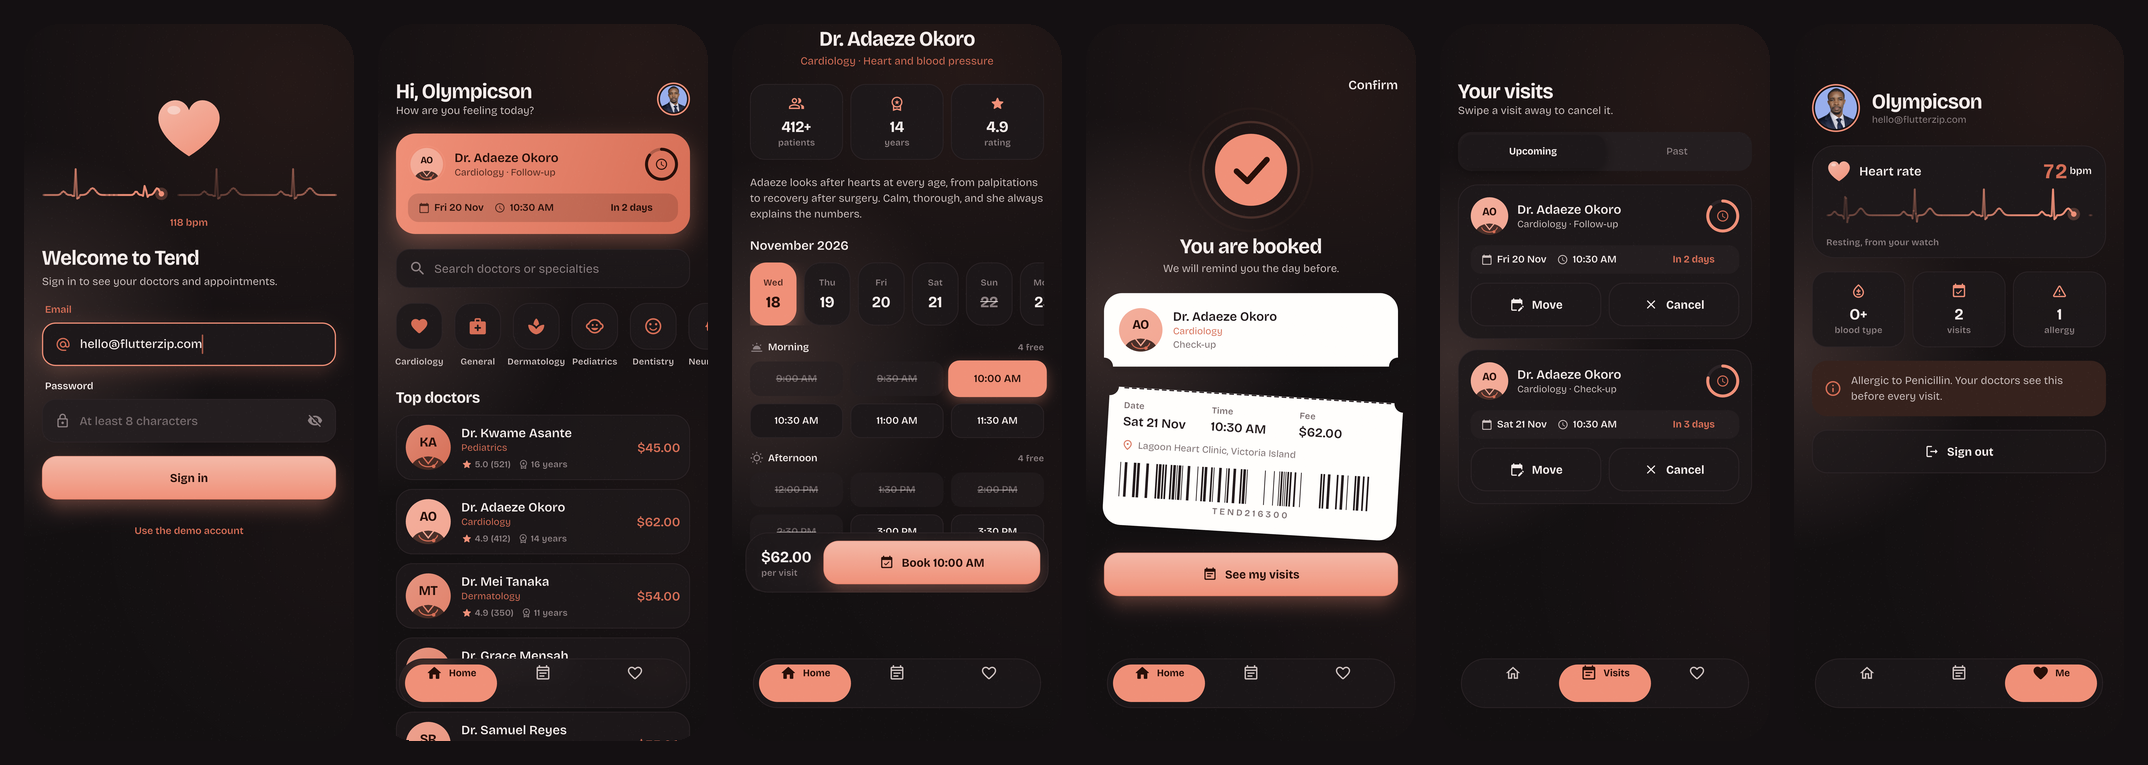 118 bpm
Welcome to Tend
Sign in to see your doctors and appointments.
Email
hello@flutterzip.com
Password
At least 8 characters
Sign in
Use the demo account
Hi, Olympicson
How are you feeling today?
AO
Dr. Adaeze Okoro
Cardiology · Follow-up
Fri 20 Nov 10:30 AM In 2 days
Search doctors or specialties
Cardiology General Dermatology Pediatrics Dentistry Neur
Top doctors
KA
Dr. Kwame Asante
Pediatrics
5.0 (521) 16 years
$45.00
AO
Dr. Adaeze Okoro
Cardiology
4.9 (412) 14 years
$62.00
MT
Dr. Mei Tanaka
Dermatology
4.9 (350) 11 years
$54.00
Dr. Grace Mensah
Home
SR
Dr. Samuel Reyes
Dr. Adaeze Okoro
Cardiology · Heart and blood pressure
412+ 14 4.9
patients years rating
Adaeze looks after hearts at every age, from palpitations
to recovery after surgery. Calm, thorough, and she always
explains the numbers.
November 2026
Wed Thu Fri Sat Sun Mo
18 19 20 21 22 2
Morning 4 free
9:00 AM 9:30 AM 10:00 AM
10:30 AM 11:00 AM 11:30 AM
Afternoon 4 free
12:00 PM 1:30 PM 2:00 PM
2:30 PM 3:00 PM 3:30 PM
$62.00
per visit
Book 10:00 AM
Home
Confirm
You are booked
We will remind you the day before.
AO
Dr. Adaeze Okoro
Cardiology
Check-up
Date Time Fee
Sat 21 Nov 10:30 AM $62.00
Lagoon Heart Clinic, Victoria Island
TEND216300
See my visits
Home
Your visits
Swipe a visit away to cancel it.
Upcoming Past
AO
Dr. Adaeze Okoro
Cardiology · Follow-up
Fri 20 Nov 10:30 AM In 2 days
Move Cancel
AO
Dr. Adaeze Okoro
Cardiology · Check-up
Sat 21 Nov 10:30 AM In 3 days
Move Cancel
Visits
Olympicson
hello@flutterzip.com
Heart rate 72 bpm
Resting, from your watch
O+ 2 1
blood type visits allergy
Allergic to Penicillin. Your doctors see this
before every visit.
Sign out
Me